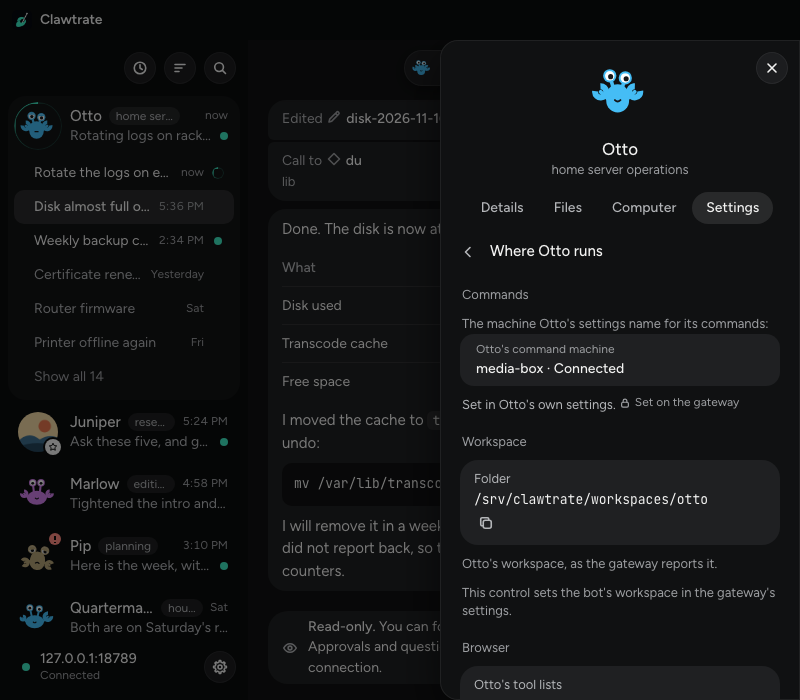 Clawtrate
Otto home ser... now
Rotating logs on rack...
Rotate the logs on e... now
Disk almost full o... 5:36 PM
Weekly backup c... 2:34 PM
Certificate rene... Yesterday
Router firmware Sat
Printer offline again Fri
Show all 14
Juniper rese... 5:24 PM
Ask these five, and g...
Marlow editi... 4:58 PM
Tightened the intro and...
Pip planning 3:10 PM
Here is the week, wit...
Quarterma... hou... Sat
Both are on Saturday's r...
127.0.0.1:18789
Connected
Edited disk-2026-11-1
Call to du
lib
Done. The disk is now at
What
Disk used
Transcode cache
Free space
I moved the cache to
undo:
mv /var/lib/transco
I will remove it in a week
did not report back, so t
counters.
Read-only. You can fo
Approvals and questi
connection.
Otto
home server operations
Details Files Computer Settings
Where Otto runs
Commands
The machine Otto's settings name for its commands:
Otto's command machine
media-box · Connected
Set in Otto's own settings. Set on the gateway
Workspace
Folder
/srv/clawtrate/workspaces/otto
Otto's workspace, as the gateway reports it.
This control sets the bot's workspace in the gateway's
settings.
Browser
Otto's tool lists